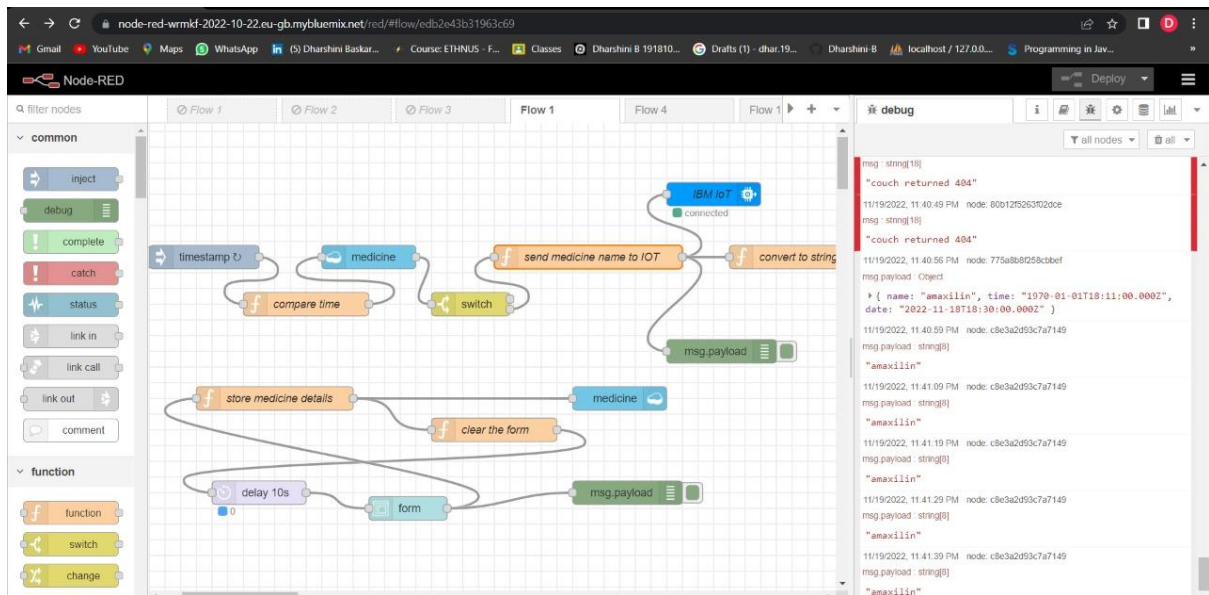 node-red-wrmkf-2022-10-22.eu-gb.mybluemix.net/red/#flow/edb2e43b31963c69
D
Gmail YouTube Maps WhatsApp (5) Dharshini Baskar... Course: ETHNUS - F... Classes Dharshini B 191810... Drafts (1) - dhar.19... Dharshini-B localhost / 127.0.0.... Programming in Jav... »
Node-RED
Deploy
filter nodes
Flow 1 Flow 2 Flow 3 Flow 1 Flow 4 Flow 1
debug
all nodes all
common
inject
debug
complete
catch
status
link in
link call
link out
comment
function
function
switch
change
IBM IoT
connected
timestamp ↻
medicine
send medicine name to IOT
convert to string
compare time
switch
msg.payload
store medicine details
medicine
clear the form
delay 10s
0
form
msg.payload
msg : string[18]
"couch returned 404"
11/19/2022, 11:40:49 PM node: 80b12f5263f02dce
msg : string[18]
"couch returned 404"
11/19/2022, 11:40:56 PM node: 775a8b8f258cbbef
msg.payload : Object
{ name: "amaxilin", time: "1970-01-01T18:11:00.000Z",
date: "2022-11-18T18:30:00.000Z" }
11/19/2022, 11:40:59 PM node: c8e3a2d93c7a7149
msg.payload : string[8]
"amaxilin"
11/19/2022, 11:41:09 PM node: c8e3a2d93c7a7149
msg.payload : string[8]
"amaxilin"
11/19/2022, 11:41:19 PM node: c8e3a2d93c7a7149
msg.payload : string[8]
"amaxilin"
11/19/2022, 11:41:29 PM node: c8e3a2d93c7a7149
msg.payload : string[8]
"amaxilin"
11/19/2022, 11:41:39 PM node: c8e3a2d93c7a7149
msg.payload : string[8]
"amaxilin"